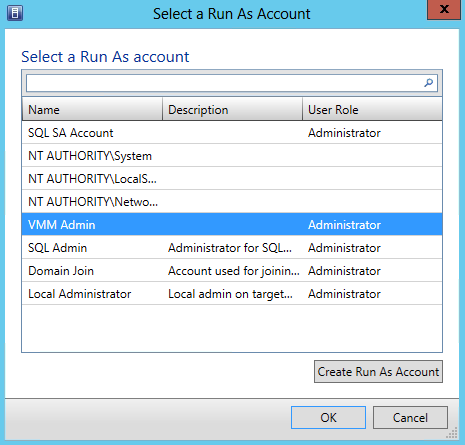 Select a Run As Account
x
Select a Run As account
Name Description User Role
SQL SA Account Administrator
NT AUTHORITY\System
NT AUTHORITY\LocalS...
NT AUTHORITY\Netwo...
VMM Admin Administrator
SQL Admin Administrator for SQL... Administrator
Domain Join Account used for joinin... Administrator
Local Administrator Local admin on target... Administrator
Create Run As Account
OK Cancel